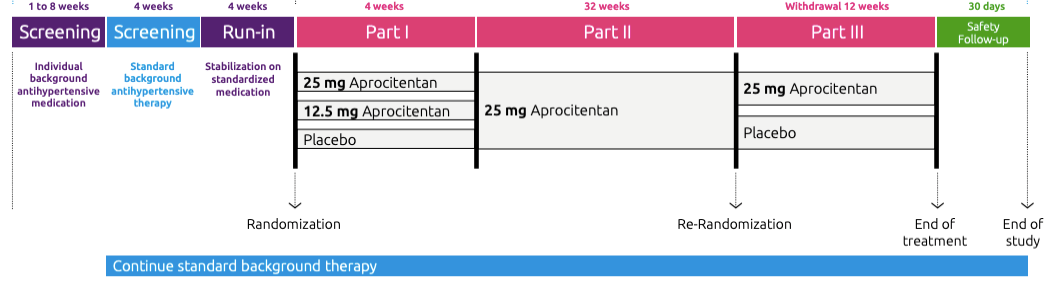 1 to 8 weeks
4 weeks
4 weeks
4 weeks
32 weeks
Withdrawal 12 weeks
30 days
Screening
Screening
Run-in
Part I
Part II
Part III
Safety
Follow-up
Individual
background
antihypertensive
medication
Standard
background
antihypertensive
therapy
Stabilization on
standardized
medication
25 mg Aprocitentan
12.5 mg Aprocitentan
Placebo
25 mg Aprocitentan
25 mg Aprocitentan
Placebo
Randomization
Re-Randomization
End of
treatment
End of
study
Continue standard background therapy